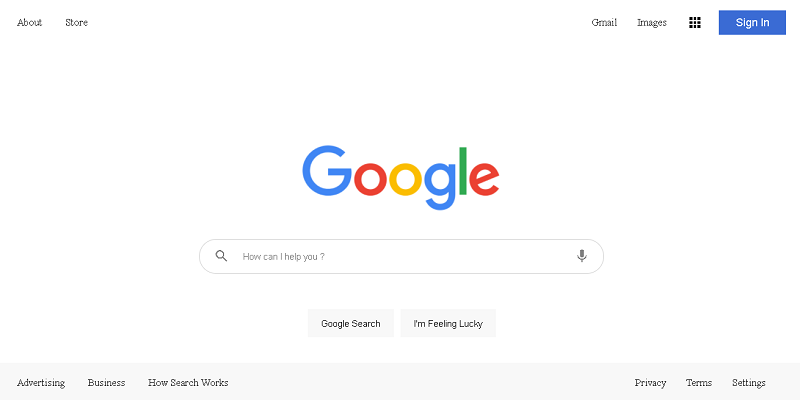 About Store Gmail Images Sign In
Google
How can I help you ?
Google Search I'm Feeling Lucky
Advertising Business How Search Works Privacy Terms Settings